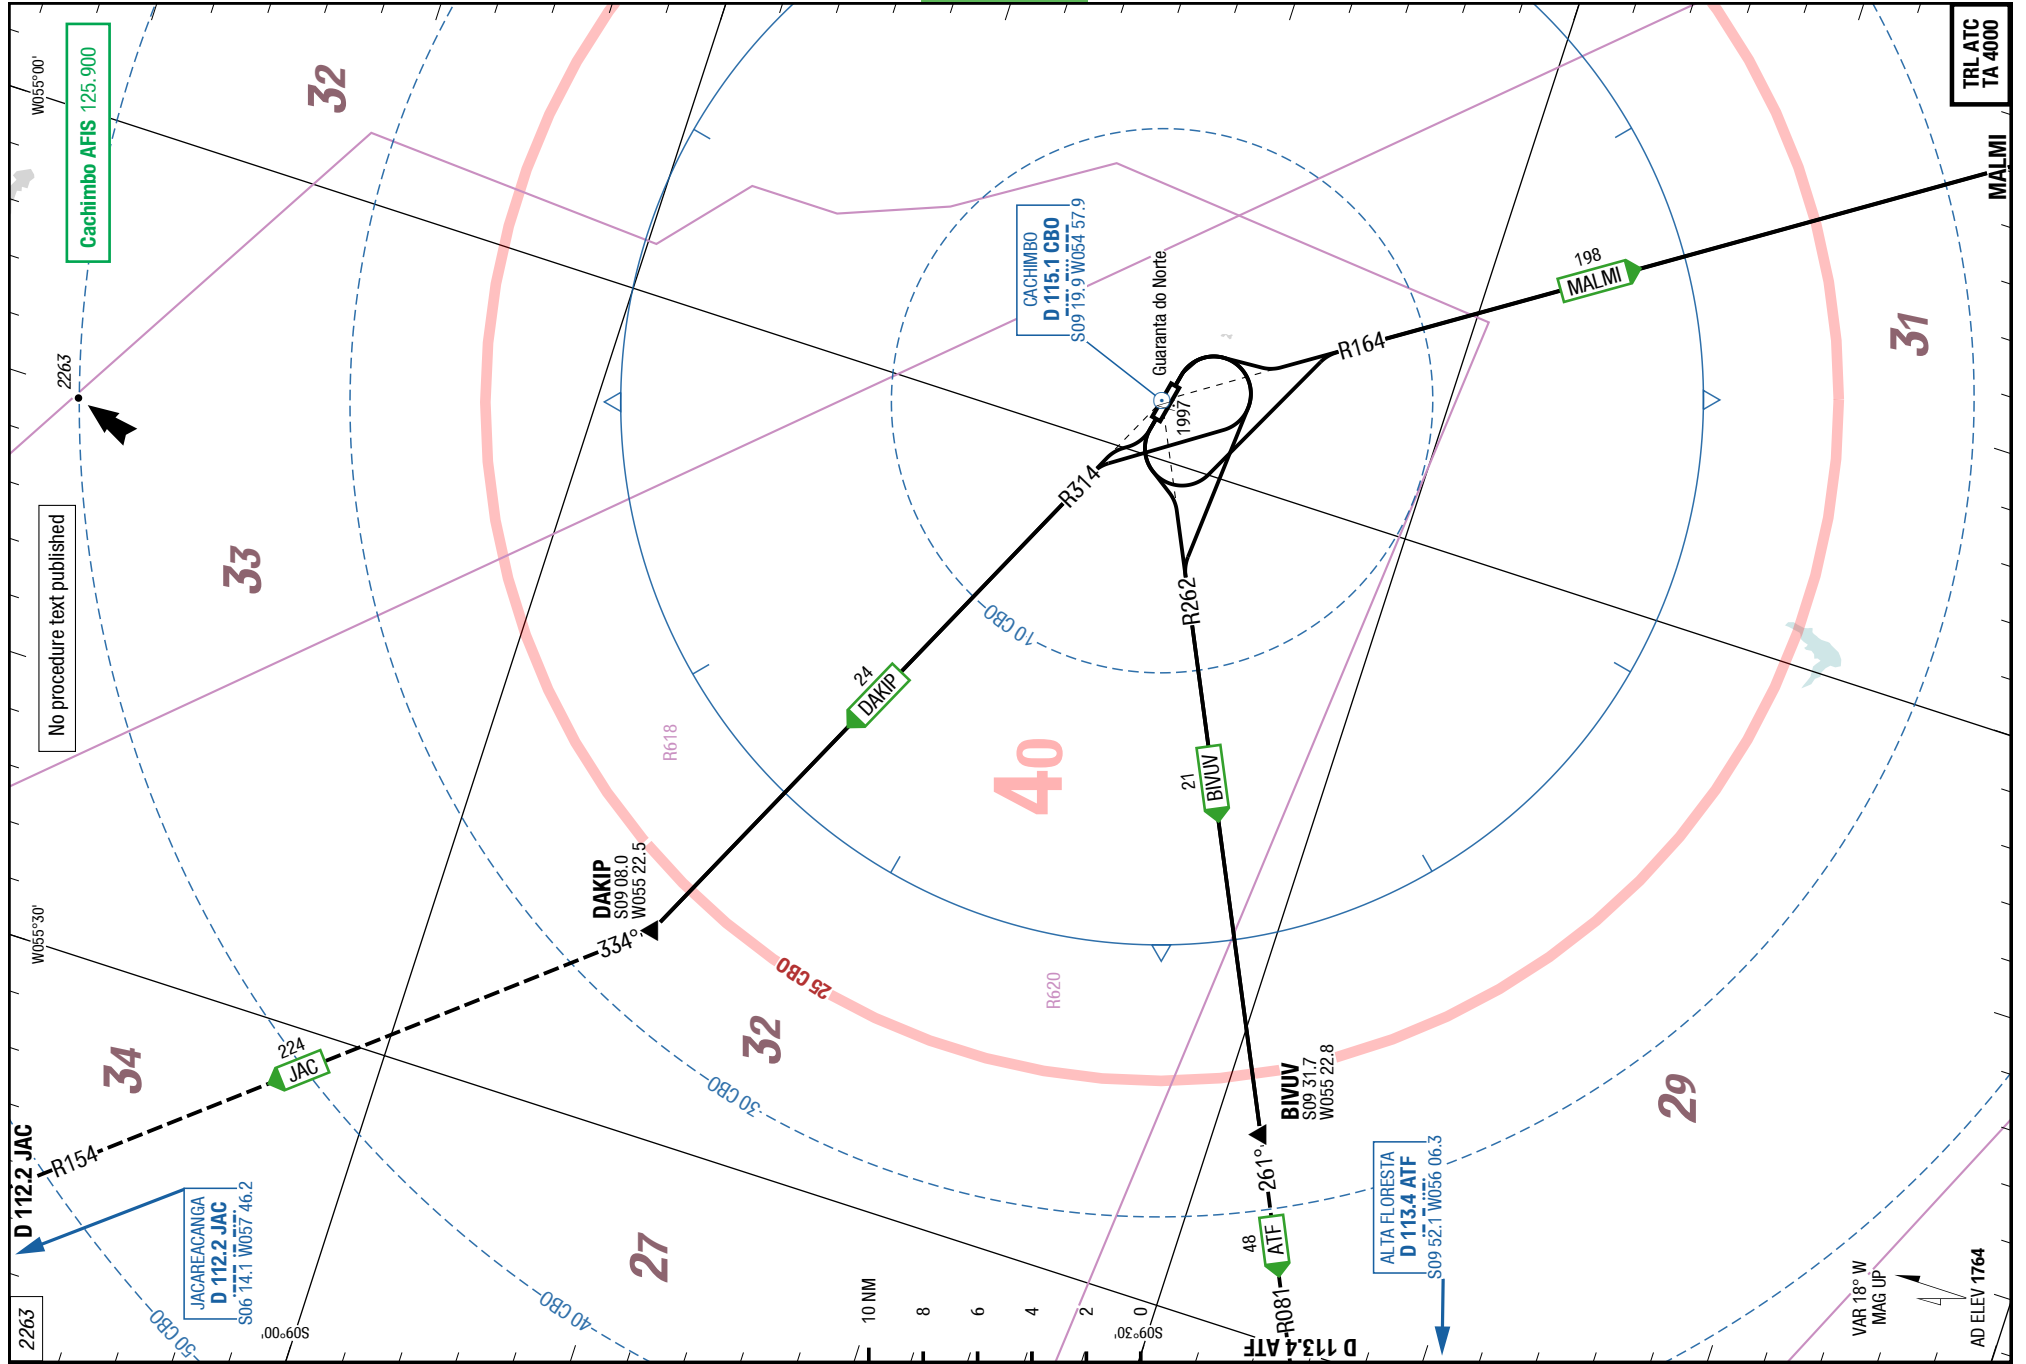 W055°00'
Cachimbo AFIS 125.900
32
TRL ATC
TA 4000
2263
No procedure text published
33
CACHIMBO
D 115.1 CBO
S09 19.9 W054 57.9
Guaranta do Norte
1997
R164
198
MALMI
MALMI
31
R314
R262
10 CBO
24
DAKIP
R618
40
21
BIVUV
DAKIP
S09 08.0
W055 22.5
334°
25 CBO
R620
W055°30'
34
224
JAC
32
30 CBO
BIVUV
S09 31.7
W055 22.8
261°
29
D 112.2 JAC
R154
JACAREACANGA
D 112.2 JAC
S06 14.1 W057 46.2
27
48
ATF
ALTA FLORESTA
D 113.4 ATF
S09 52.1 W056 06.3
2263
50 CBO
S09°00'
40 CBO
10 NM
8
6
4
2
0
S09°30'
R081
D 113.4 ATF
VAR 18° W
MAG UP
AD ELEV 1764